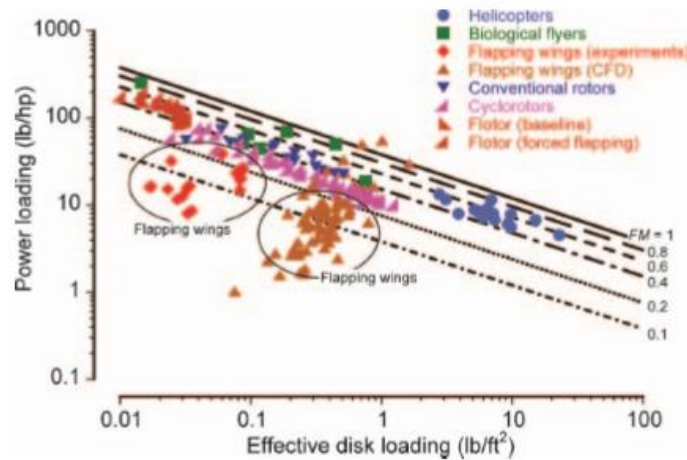 Helicopters
Biological flyers
Flapping wings (experiments)
Flapping wings (CFD)
Conventional rotors
Cyclorotors
Flotor (baseline)
Flotor (forced flapping)
Power loading (lb/hp)
1000
100
10
1
0.1
Flapping wings
Flapping wings
FM = 1
0.8
0.6
0.4
0.2
0.1
0.01
0.1
1
10
100
Effective disk loading (lb/ft²)